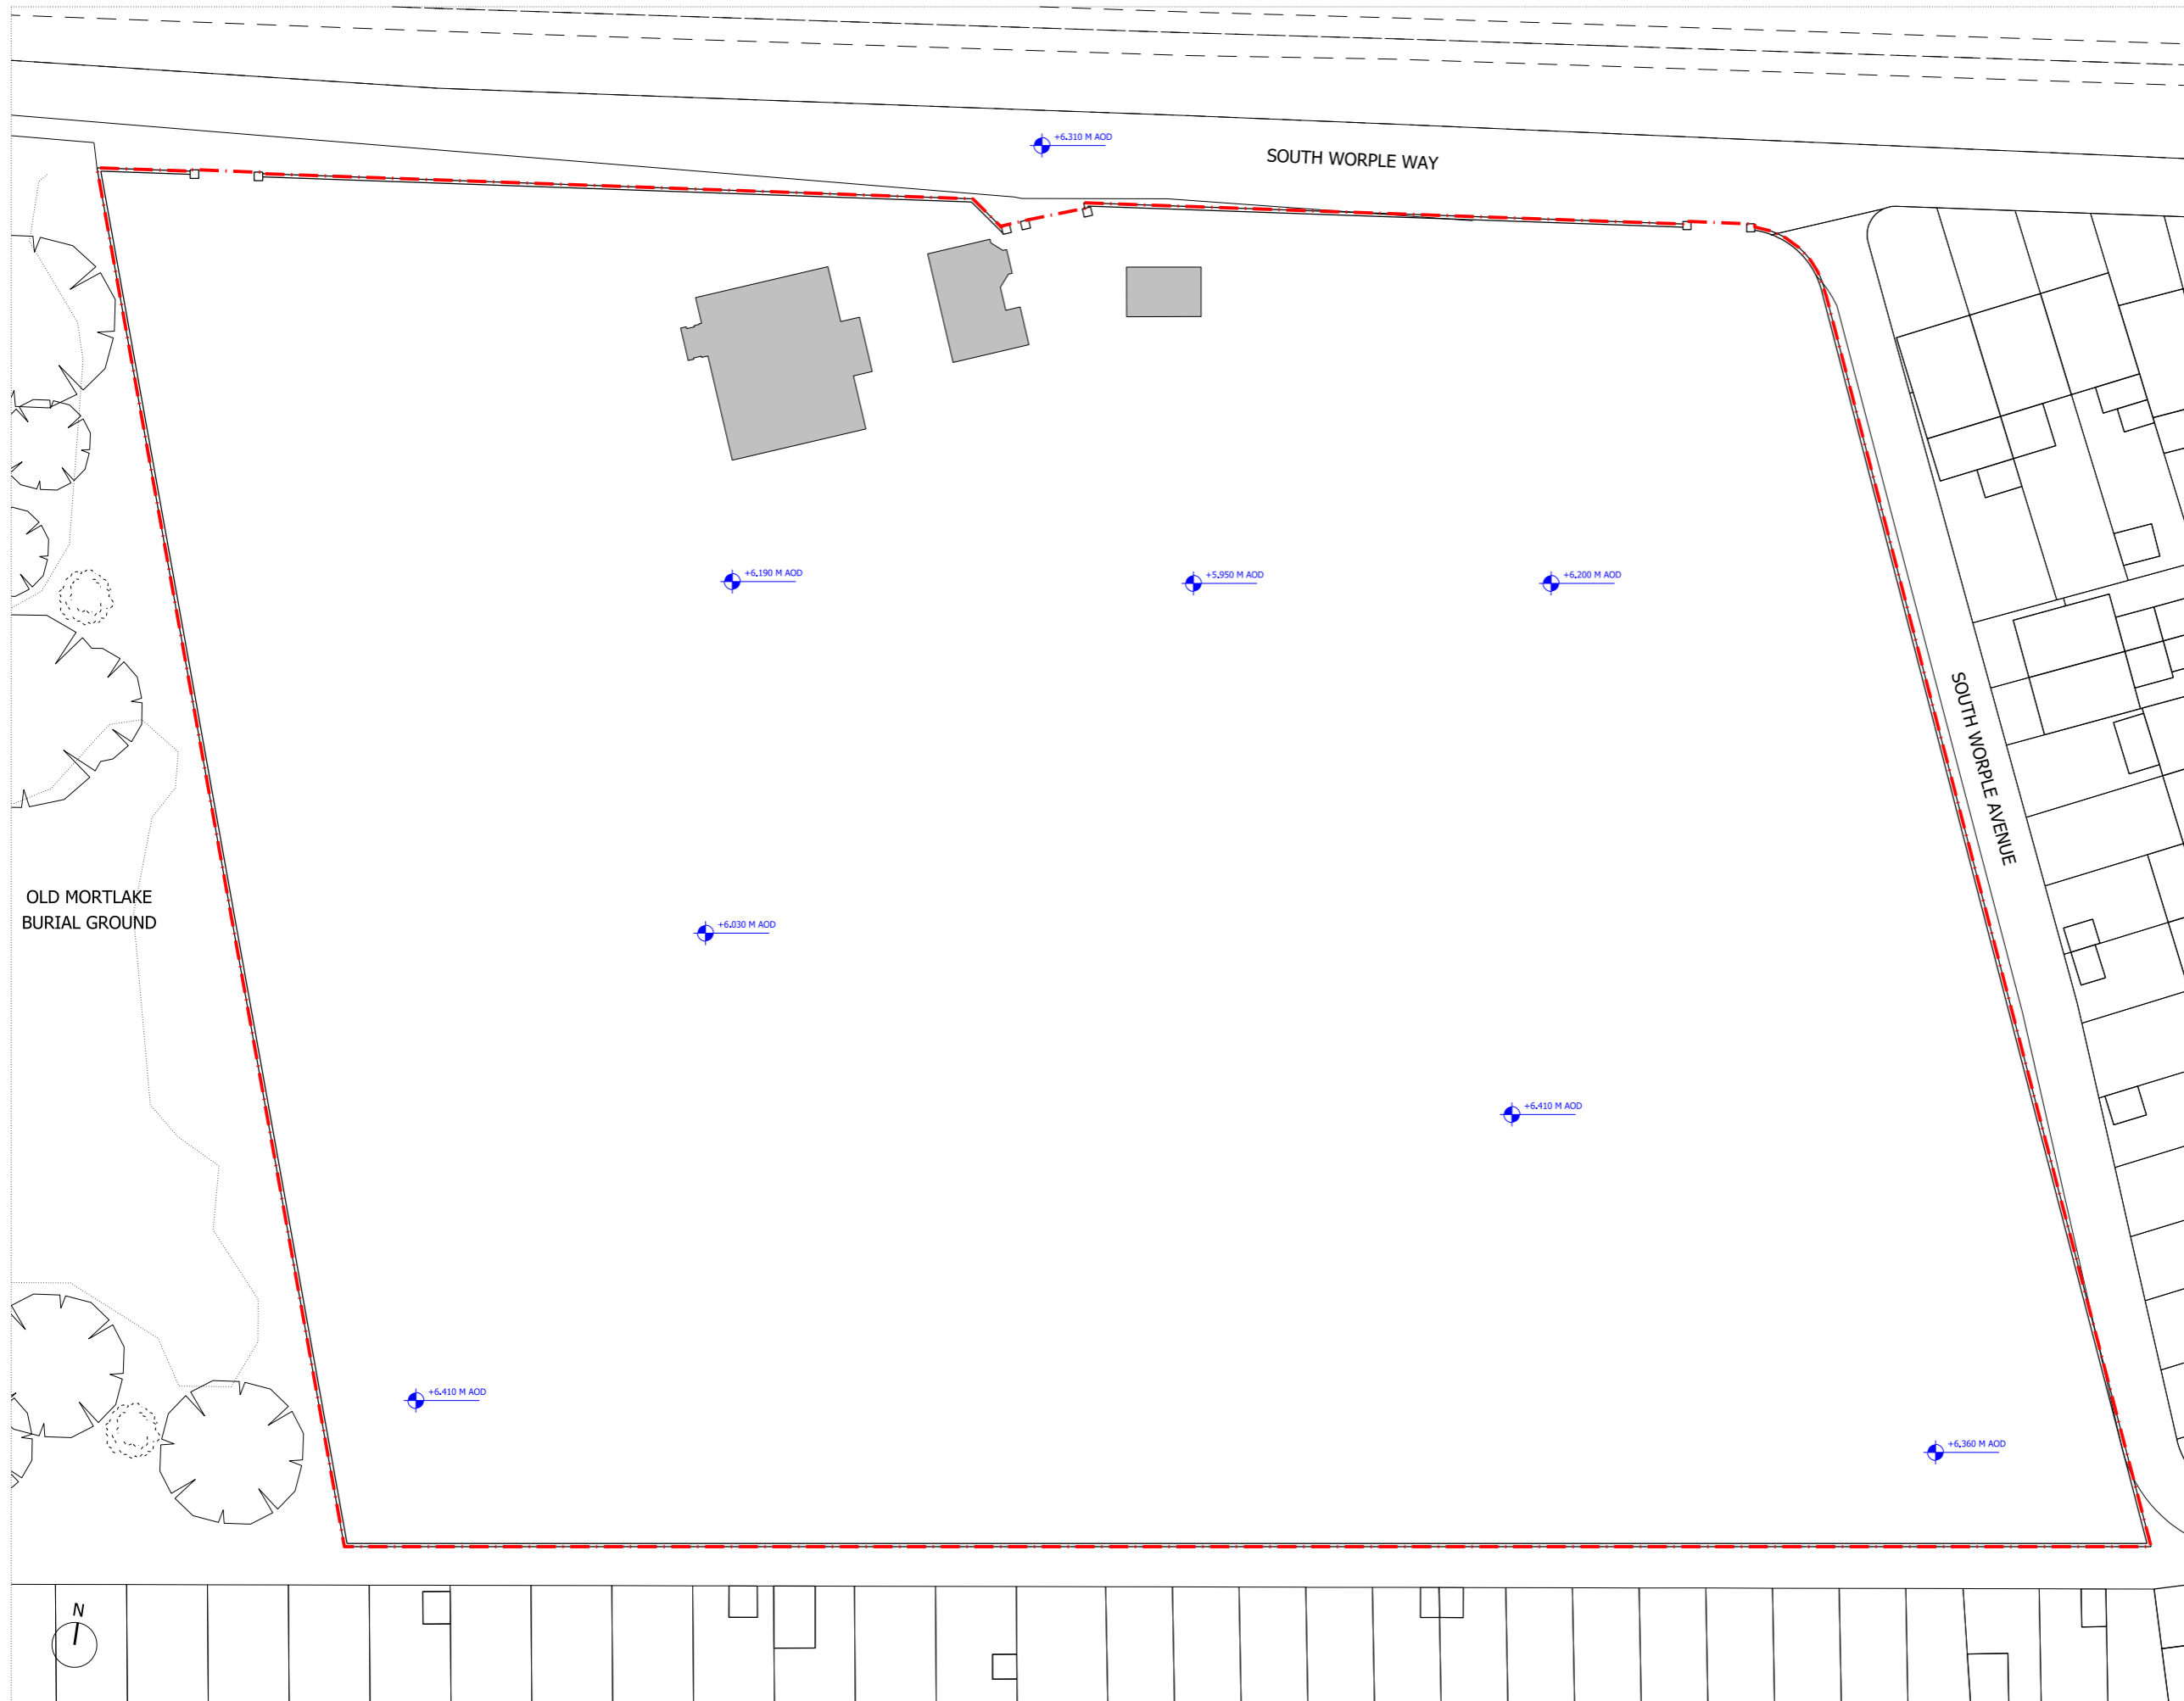 +6.310 M AOD
SOUTH WORPLE WAY
+6.190 M AOD
+5.950 M AOD
+6.200 M AOD
SOUTH WORPLE AVENUE
OLD MORTLAKE
BURIAL GROUND
+6.030 M AOD
+6.410 M AOD
+6.410 M AOD
+6.360 M AOD
N